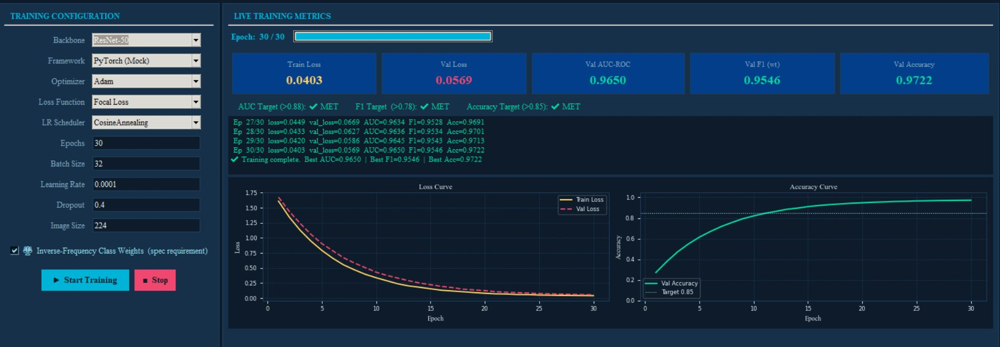 TRAINING CONFIGURATION
Backbone ResNet-50
Framework PyTorch (Mock)
Optimizer Adam
Loss Function Focal Loss
LR Scheduler CosineAnnealing
Epochs 30
Batch Size 32
Learning Rate 0.0001
Dropout 0.4
Image Size 224
Inverse-Frequency Class Weights (spec requirement)
► Start Training ■ Stop
LIVE TRAINING METRICS
Epoch: 30 / 30
Train Loss Val Loss Val AUC-ROC Val F1 (wt) Val Accuracy
0.0403 0.0569 0.9650 0.9546 0.9722
AUC Target (>0.88): ✔ MET F1 Target (>0.78): ✔ MET Accuracy Target (>0.85): ✔ MET
Ep 27/30 loss=0.0449 val_loss=0.0669 AUC=0.9634 F1=0.9528 Acc=0.9691
Ep 28/30 loss=0.0433 val_loss=0.0627 AUC=0.9636 F1=0.9534 Acc=0.9701
Ep 29/30 loss=0.0420 val_loss=0.0586 AUC=0.9645 F1=0.9543 Acc=0.9713
Ep 30/30 loss=0.0403 val_loss=0.0569 AUC=0.9650 F1=0.9546 Acc=0.9722
✔ Training complete. Best AUC=0.9650 | Best F1=0.9546 | Best Acc=0.9722
Loss Curve
1.75
1.50
1.25
1.00
0.75
0.50
0.25
0.00
Loss
Train Loss
Val Loss
0 5 10 15 20 25 30
Epoch
Accuracy Curve
1.0
0.8
0.6
0.4
0.2
0.0
Accuracy
Val Accuracy
Target 0.85
0 5 10 15 20 25 30
Epoch